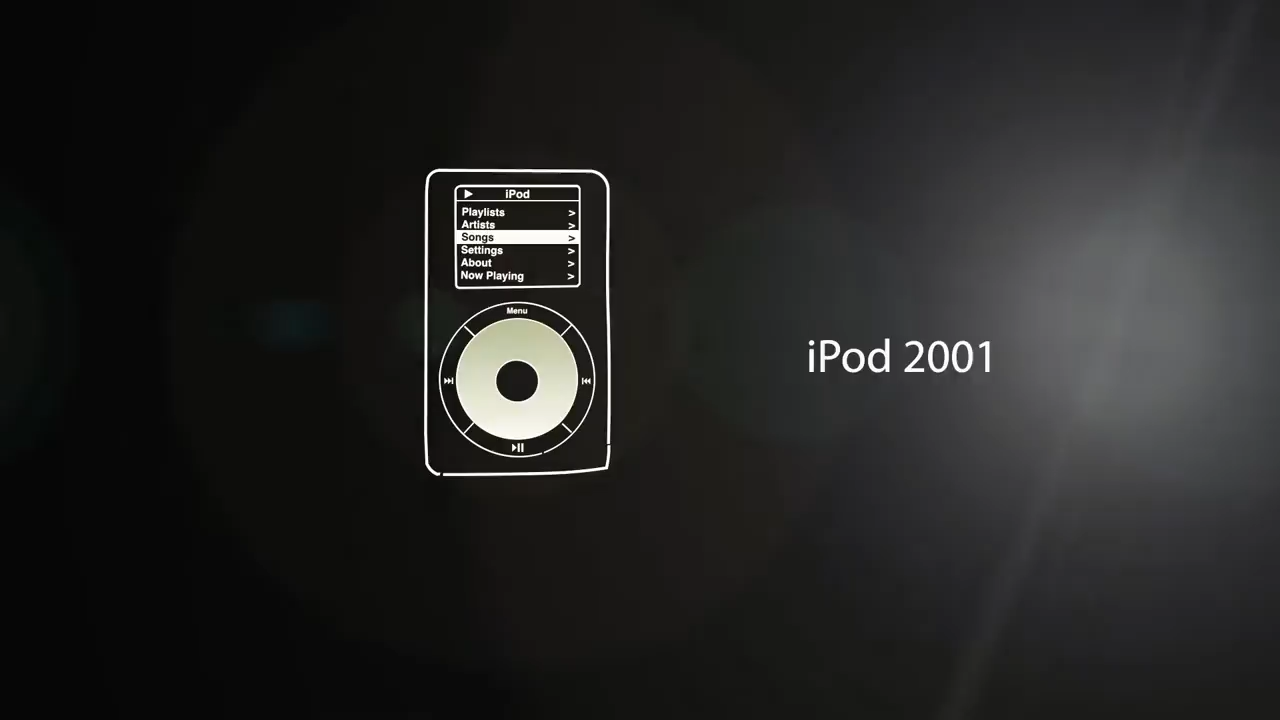 iPod
Playlists >
Artists >
Songs >
Settings >
About >
Now Playing >
Menu
iPod 2001